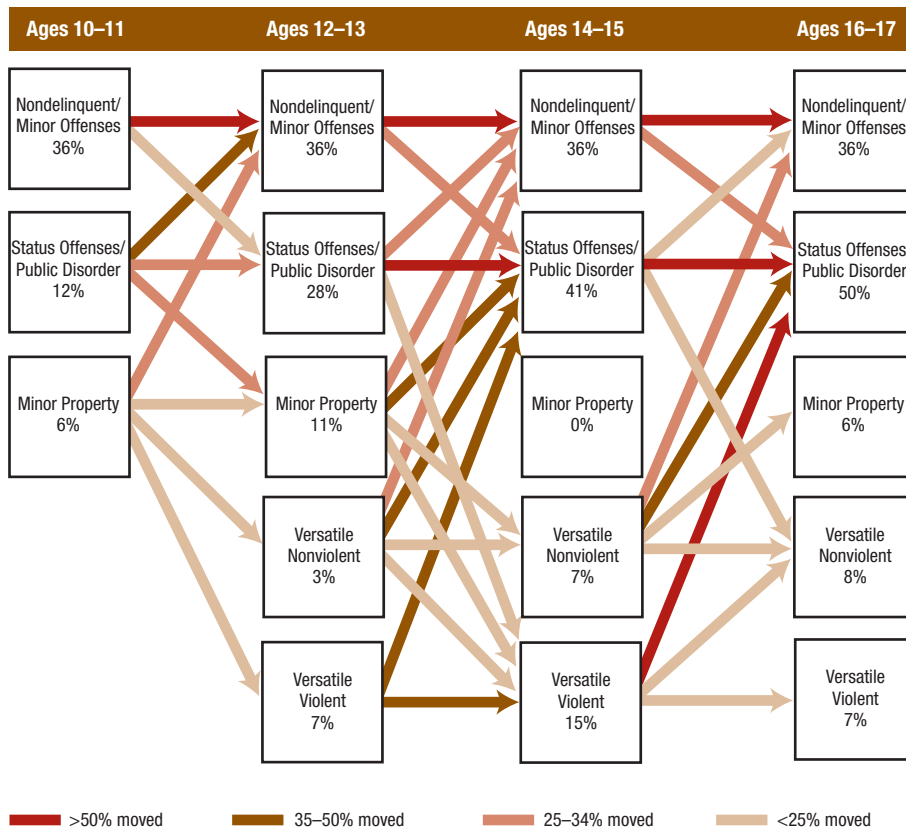 Ages 10–11
Ages 12–13
Ages 14–15
Ages 16–17
Nondelinquent/
Minor Offenses
36%
Status Offenses/
Public Disorder
12%
Minor Property
6%
Nondelinquent/
Minor Offenses
36%
Status Offenses/
Public Disorder
28%
Minor Property
11%
Versatile
Nonviolent
3%
Versatile
Violent
7%
Nondelinquent/
Minor Offenses
36%
Status Offenses/
Public Disorder
41%
Minor Property
0%
Versatile
Nonviolent
7%
Versatile
Violent
15%
Nondelinquent/
Minor Offenses
36%
Status Offenses/
Public Disorder
50%
Minor Property
6%
Versatile
Nonviolent
8%
Versatile
Violent
7%
>50% moved
35–50% moved
25–34% moved
<25% moved